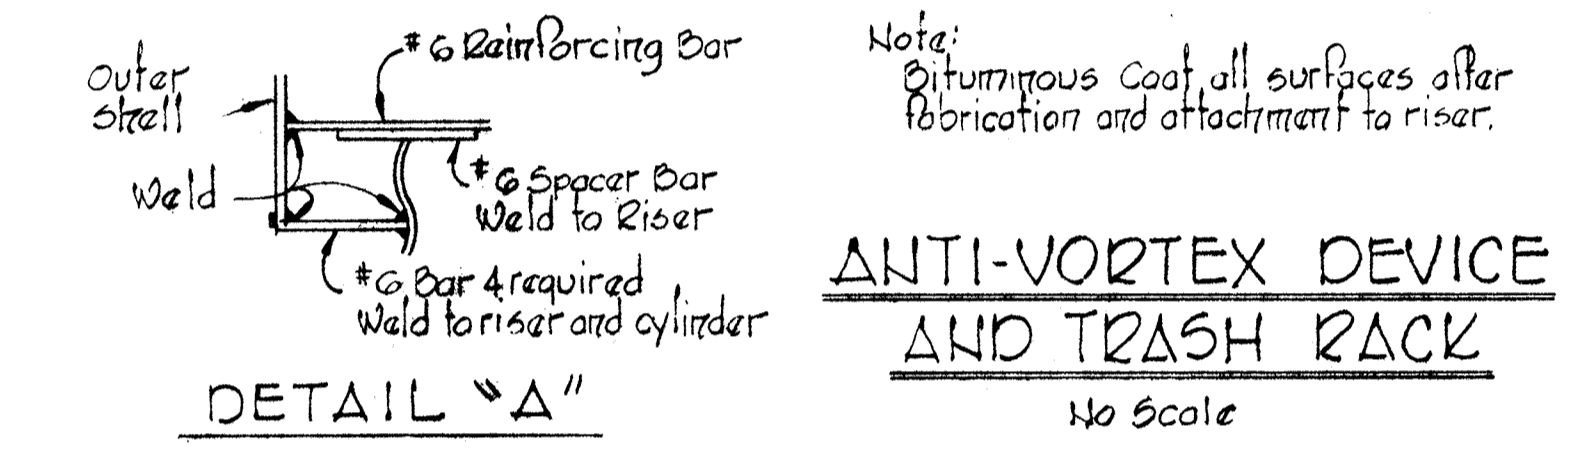 #6 Reinforcing Bar
Outer
shell
Weld
#6 Spacer Bar
Weld to Riser
#6 Bar 4 required
Weld to riser and cylinder
DETAIL "A"
Note:
Bituminous Coat all surfaces after
fabrication and attachment to riser.
ANTI-VORTEX DEVICE
AND TRASH RACK
No Scale